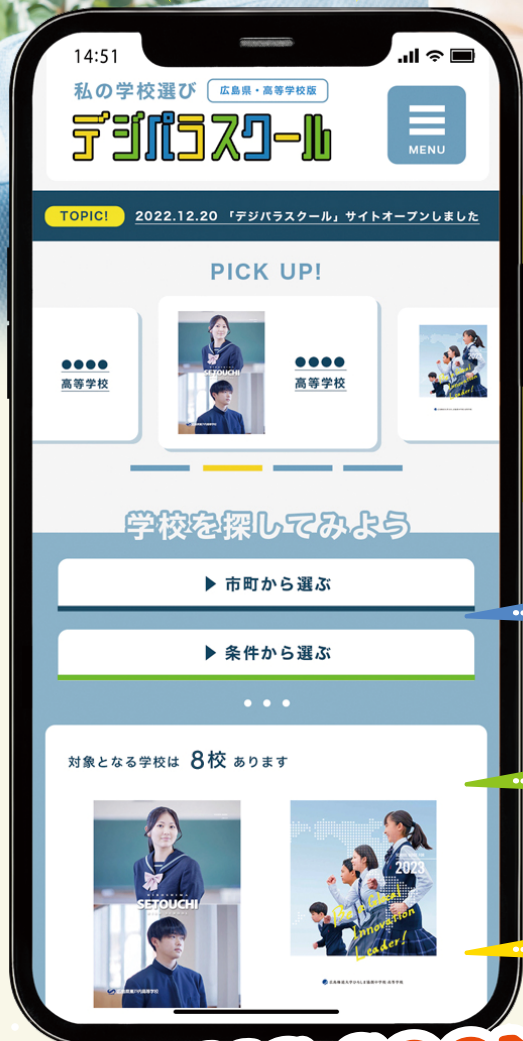 14:51
私の学校選び 広島県・高等学校版
デジパラスクール
MENU
TOPIC! 2022.12.20 「デジパラスクール」サイトオープンしました
PICK UP!
●●●●
高等学校
SETOUCHI
●●●●
高等学校
学校を探してみよう
▶ 市町から選ぶ
▶ 条件から選ぶ
対象となる学校は 8校 あります
SETOUCHI
2023
Be a Global
Innovation
Leader!